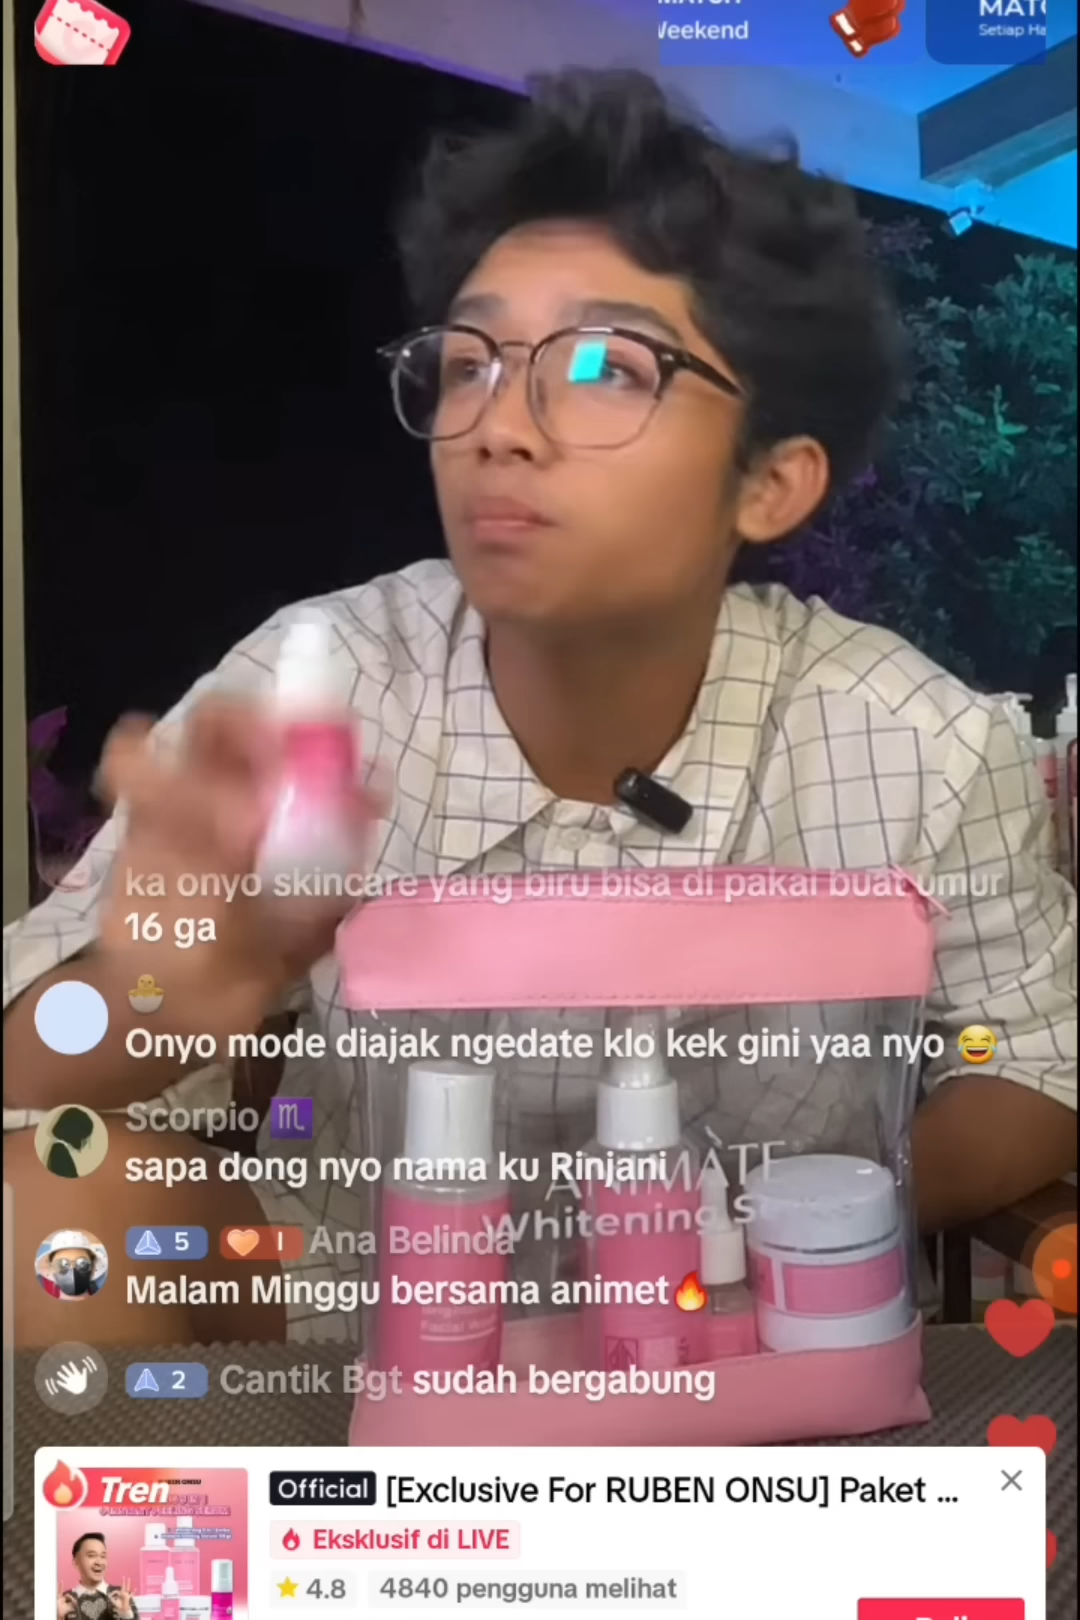 Weekend
Setiap Ha
ka onyo skincare yang biru bisa di pakai buat umur
16 ga
Onyo mode diajak ngedate klo kek gini yaa nyo 😂
Scorpio ♏
sapa dong nyo nama ku Rinjani
5 I Ana Belinda
Malam Minggu bersama animet🔥
2 Cantik Bgt sudah bergabung
ANIMATE
Whitening
Facial
Tren
RUBEN ONSU
Official [Exclusive For RUBEN ONSU] Paket ...
Eksklusif di LIVE
4.8 4840 pengguna melihat